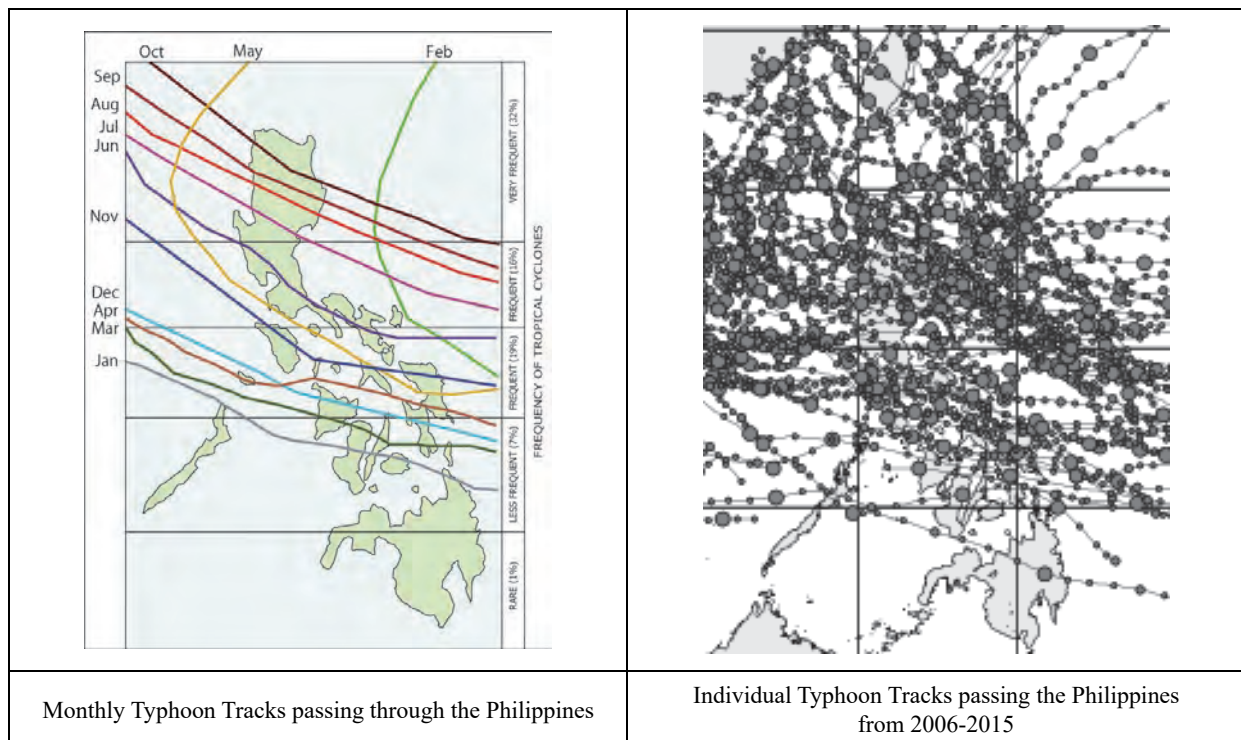 Oct
May
Feb
Sep
Aug
Jul
Jun
Nov
Dec
Apr
Mar
Jan
VERY FREQUENT (32%)
FREQUENT (16%)
FREQUENT (19%)
LESS FREQUENT (7%)
RARE (1%)
FREQUENCY OF TROPICAL CYCLONES
Monthly Typhoon Tracks passing through the Philippines
Individual Typhoon Tracks passing the Philippines
from 2006-2015